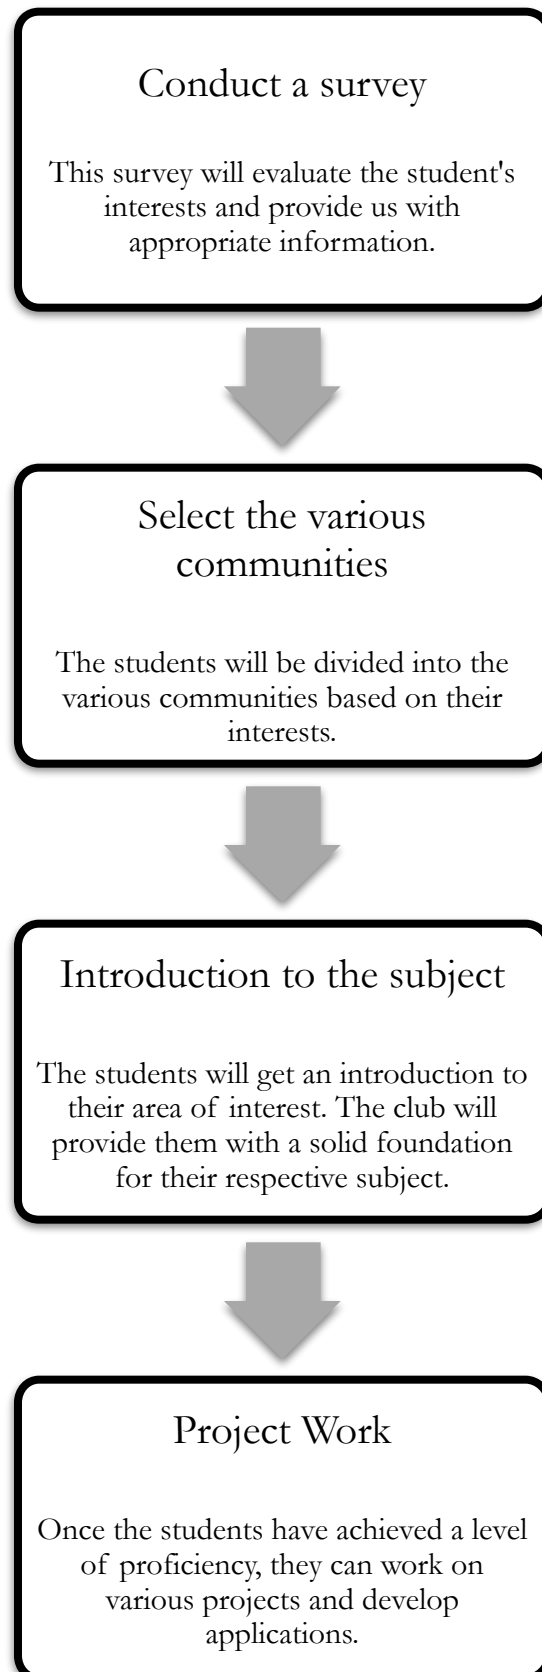 Conduct a survey
This survey will evaluate the student's
interests and provide us with
appropriate information.
Select the various
communities
The students will be divided into the
various communities based on their
interests.
Introduction to the subject
The students will get an introduction to
their area of interest. The club will
provide them with a solid foundation
for their respective subject.
Project Work
Once the students have achieved a level
of proficiency, they can work on
various projects and develop
applications.